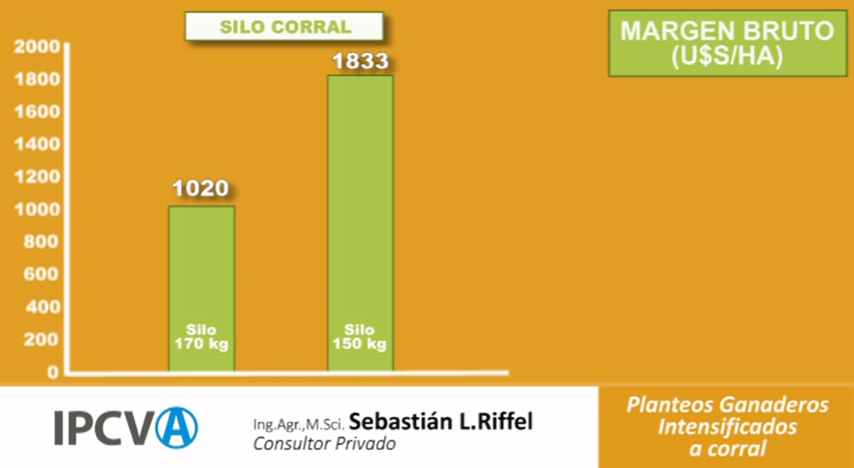 SILO CORRAL
MARGEN BRUTO
(U$S/HA)
2000
1800
1600
1400
1200
1000
800
600
400
200
0
1020
1833
Silo
170 kg
Silo
150 kg
IPCVA
Ing.Agr.,M.Sci. Sebastián L.Riffel
Consultor Privado
Planteos Ganaderos
Intensificados
a corral